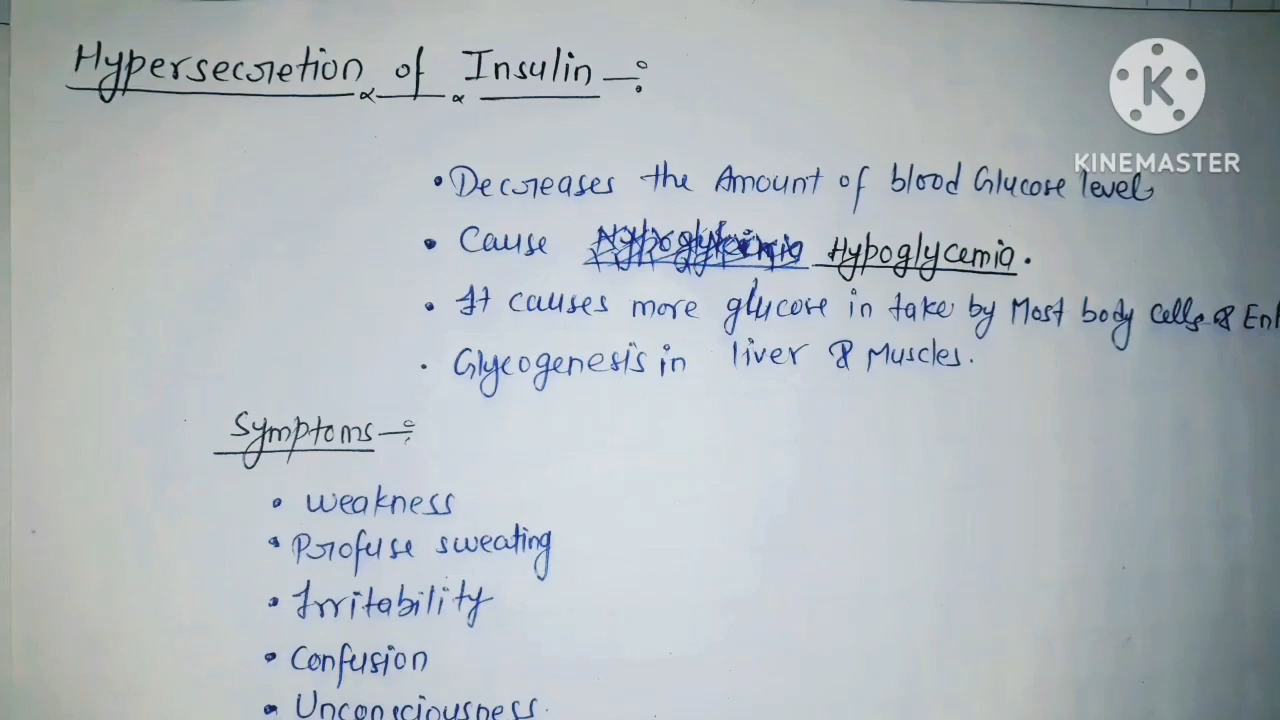 Hypersecretion of Insulin :
KINEMASTER
• Decreases the Amount of blood Glucose level
• Cause Hypoglycemia.
• It causes more glucose in take by Most body cells &
• Glycogenesis in liver & Muscles.
Symptoms :
• weakness
• Profuse sweating
• Irritability
• Confusion
• Unconsciousness.